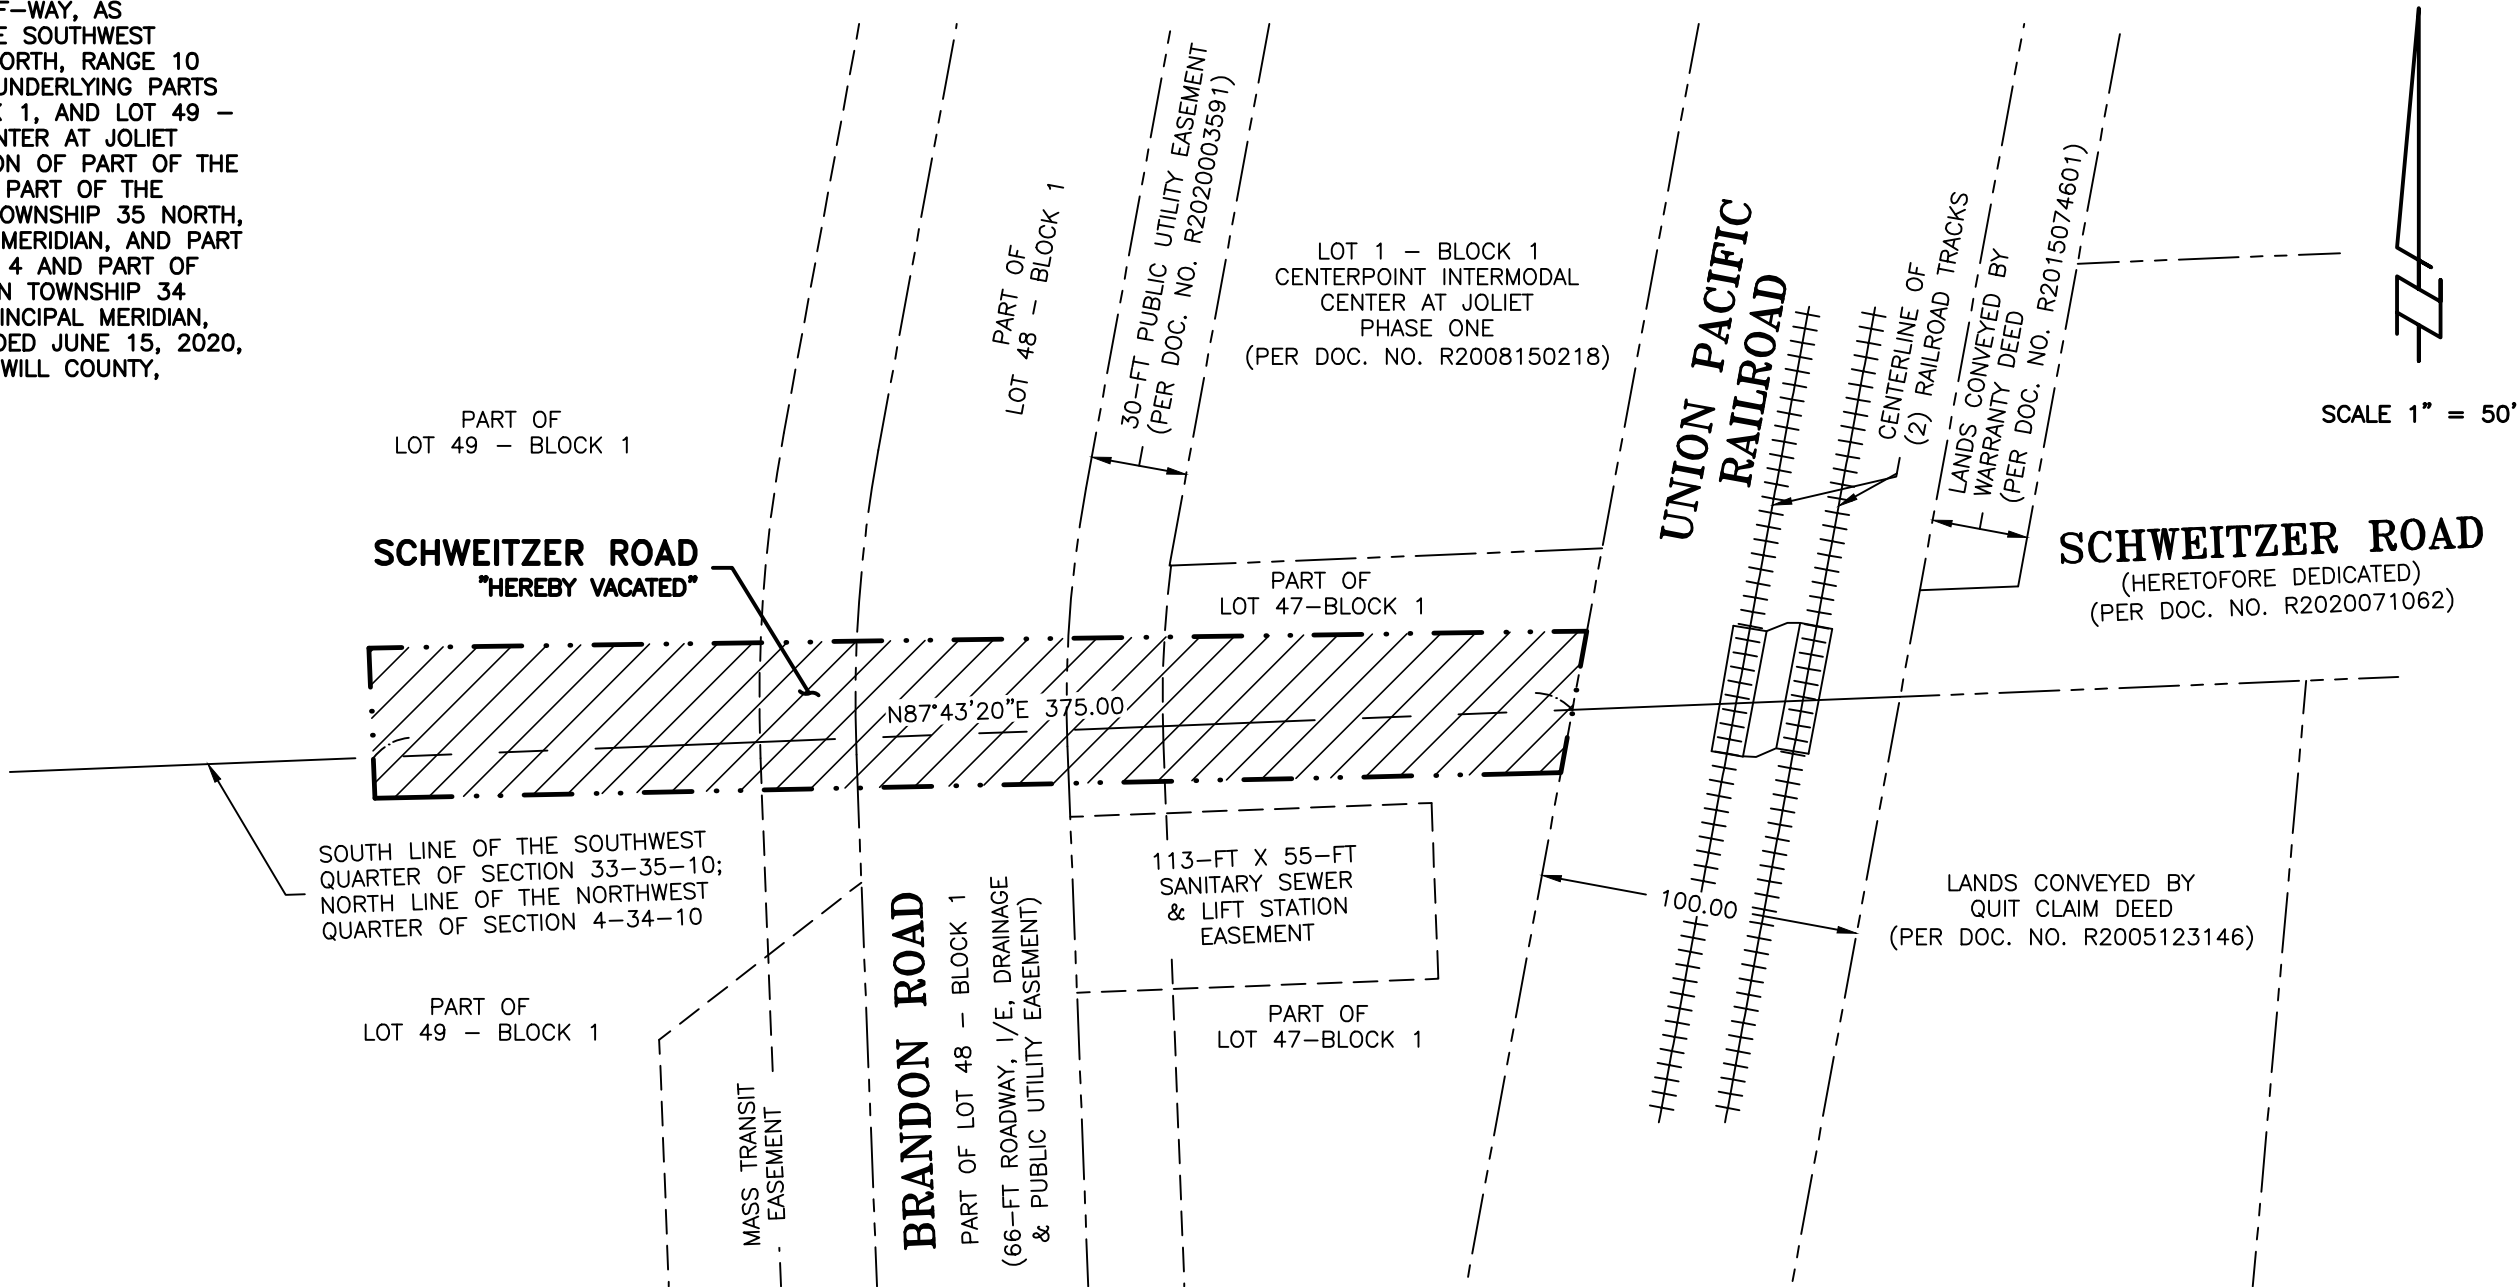 F-WAY, AS
E SOUTHWEST
ORTH, RANGE 10
UNDERLYING PARTS
K 1, AND LOT 49 –
NTER AT JOLIET
ON OF PART OF THE
PART OF THE
OWNSHIP 35 NORTH,
MERIDIAN, AND PART
4 AND PART OF
N TOWNSHIP 34
INCIPAL MERIDIAN,
DED JUNE 15, 2020,
WILL COUNTY,
PART OF
LOT 49 – BLOCK 1
PART OF
LOT 48 – BLOCK 1
30-FT PUBLIC UTILITY EASEMENT
(PER DOC. NO. R2020003591)
LOT 1 – BLOCK 1
CENTERPOINT INTERMODAL
CENTER AT JOLIET
PHASE ONE
(PER DOC. NO. R2008150218)
UNION PACIFIC
RAILROAD
CENTERLINE OF
(2) RAILROAD TRACKS
LANDS CONVEYED BY
WARRANTY DEED
(PER DOC. NO. R2015074601)
SCALE 1" = 50'
SCHWEITZER ROAD
"HEREBY VACATED"
PART OF
LOT 47-BLOCK 1
SCHWEITZER ROAD
(HERETOFORE DEDICATED)
(PER DOC. NO. R2020071062)
N87°43'20"E 375.00
SOUTH LINE OF THE SOUTHWEST
QUARTER OF SECTION 33-35-10;
NORTH LINE OF THE NORTHWEST
QUARTER OF SECTION 4-34-10
113-FT X 55-FT
SANITARY SEWER
& LIFT STATION
EASEMENT
100.00
LANDS CONVEYED BY
QUIT CLAIM DEED
(PER DOC. NO. R2005123146)
PART OF
LOT 49 – BLOCK 1
MASS TRANSIT
EASEMENT
BRANDON ROAD
PART OF LOT 48 – BLOCK 1
(66-FT ROADWAY, I/E, DRAINAGE
& PUBLIC UTILITY EASEMENT)
PART OF
LOT 47-BLOCK 1